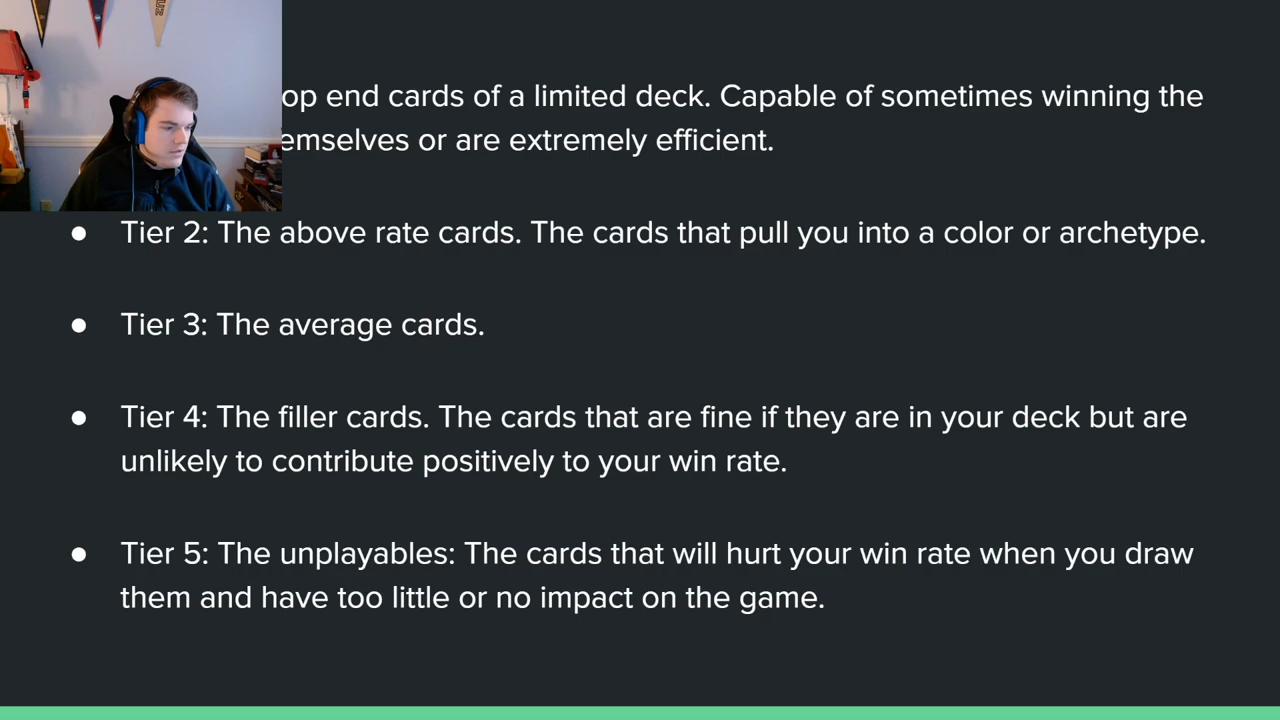 op end cards of a limited deck. Capable of sometimes winning the
emselves or are extremely efficient.
● Tier 2: The above rate cards. The cards that pull you into a color or archetype.
● Tier 3: The average cards.
● Tier 4: The filler cards. The cards that are fine if they are in your deck but are
unlikely to contribute positively to your win rate.
● Tier 5: The unplayables: The cards that will hurt your win rate when you draw
them and have too little or no impact on the game.